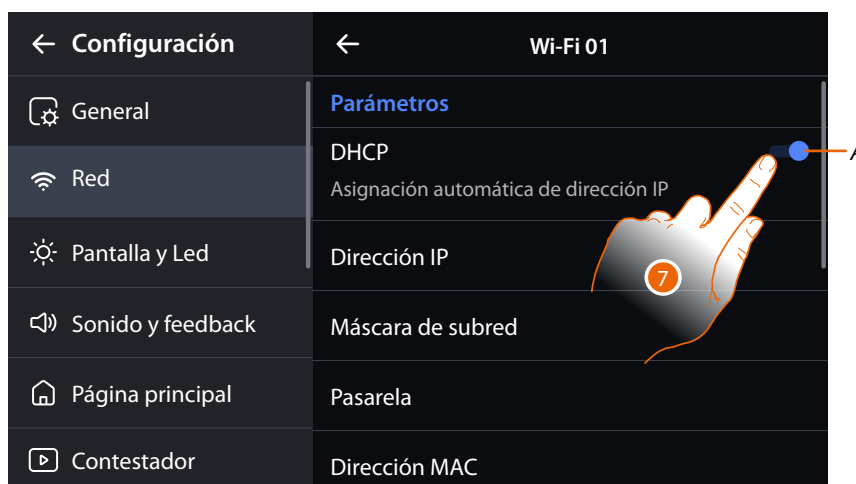 Configuración
General
Red
Pantalla y Led
Sonido y feedback
Página principal
Contestador
Wi-Fi 01
Parámetros
DHCP
Asignación automática de dirección IP
A
7
Dirección IP
Máscara de subred
Pasarela
Dirección MAC